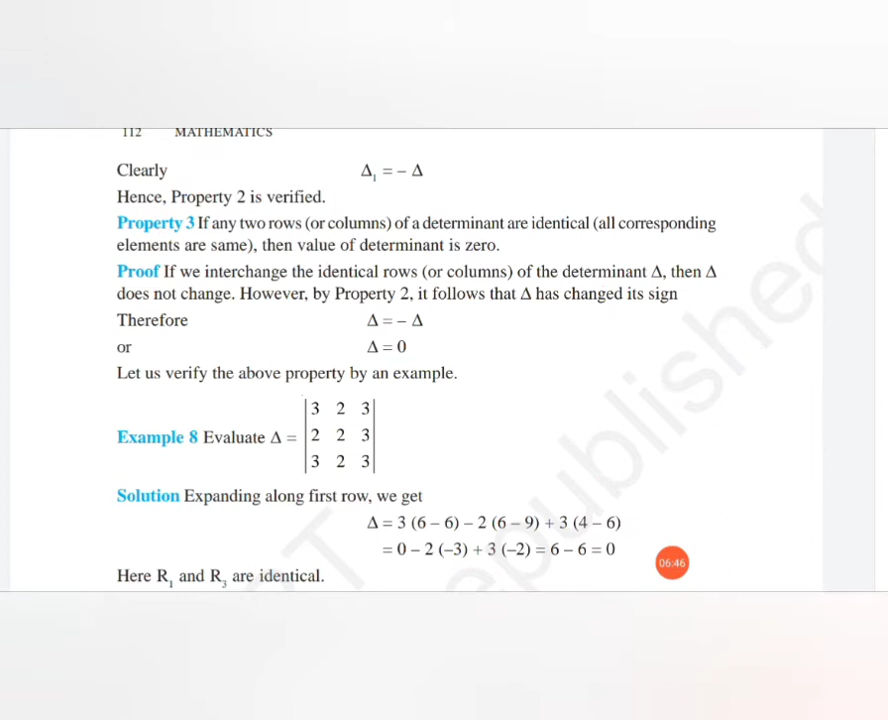 112 MATHEMATICS
Clearly Δ₁ = – Δ
Hence, Property 2 is verified.
Property 3 If any two rows (or columns) of a determinant are identical (all corresponding
elements are same), then value of determinant is zero.
Proof If we interchange the identical rows (or columns) of the determinant Δ, then Δ
does not change. However, by Property 2, it follows that Δ has changed its sign
Therefore Δ = – Δ
or Δ = 0
Let us verify the above property by an example.
3 2 3
Example 8 Evaluate Δ = 2 2 3
3 2 3
Solution Expanding along first row, we get
Δ = 3 (6 – 6) – 2 (6 – 9) + 3 (4 – 6)
= 0 – 2 (–3) + 3 (–2) = 6 – 6 = 0
06:46
Here R₁ and R₃ are identical.